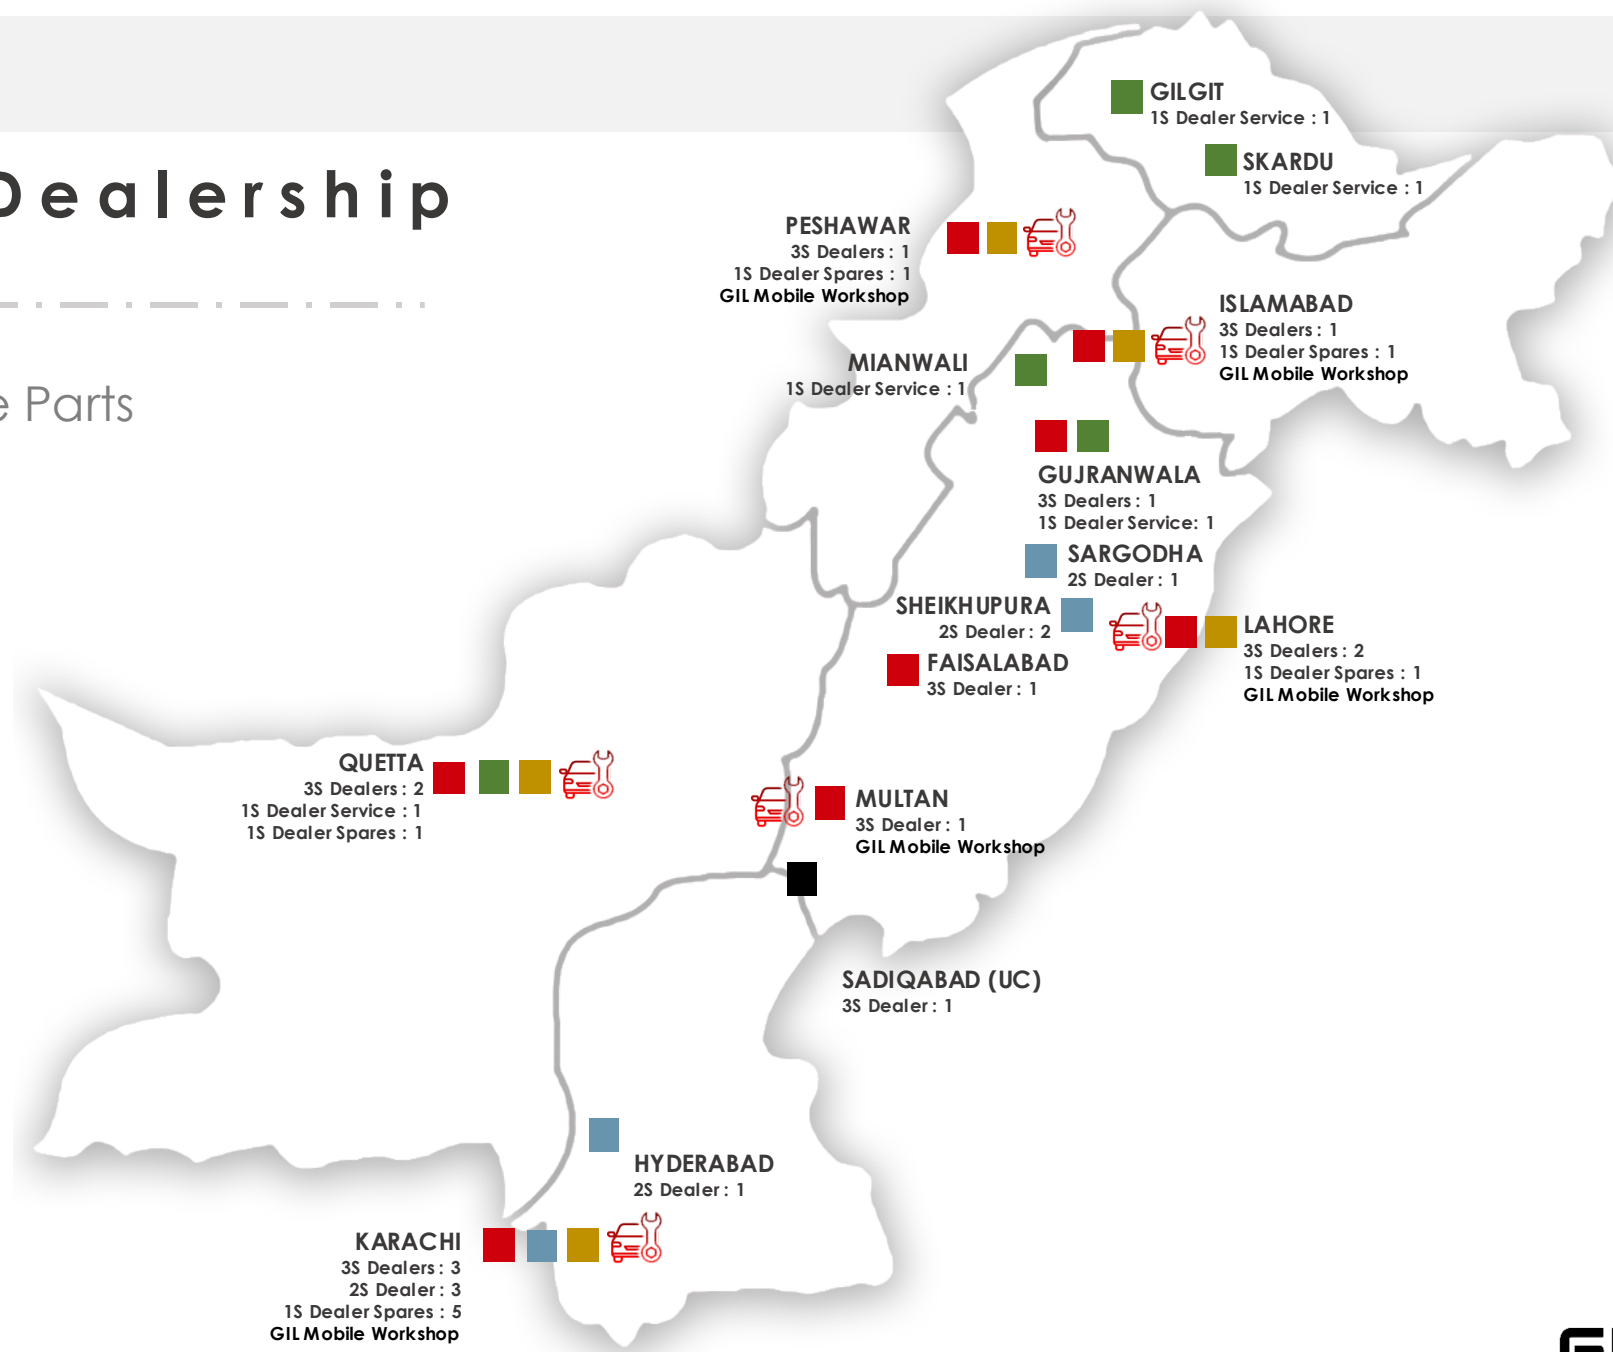 Dealership
e Parts
GILGIT
1S Dealer Service : 1
SKARDU
1S Dealer Service : 1
PESHAWAR
3S Dealers : 1
1S Dealer Spares : 1
GIL Mobile Workshop
ISLAMABAD
3S Dealers : 1
1S Dealer Spares : 1
GIL Mobile Workshop
MIANWALI
1S Dealer Service : 1
GUJRANWALA
3S Dealers : 1
1S Dealer Service: 1
SARGODHA
2S Dealer : 1
SHEIKHUPURA
2S Dealer : 2
LAHORE
3S Dealers : 2
1S Dealer Spares : 1
GIL Mobile Workshop
FAISALABAD
3S Dealer : 1
QUETTA
3S Dealers : 2
1S Dealer Service : 1
1S Dealer Spares : 1
MULTAN
3S Dealer : 1
GIL Mobile Workshop
SADIQABAD (UC)
3S Dealer : 1
HYDERABAD
2S Dealer : 1
KARACHI
3S Dealers : 3
2S Dealer : 3
1S Dealer Spares : 5
GIL Mobile Workshop